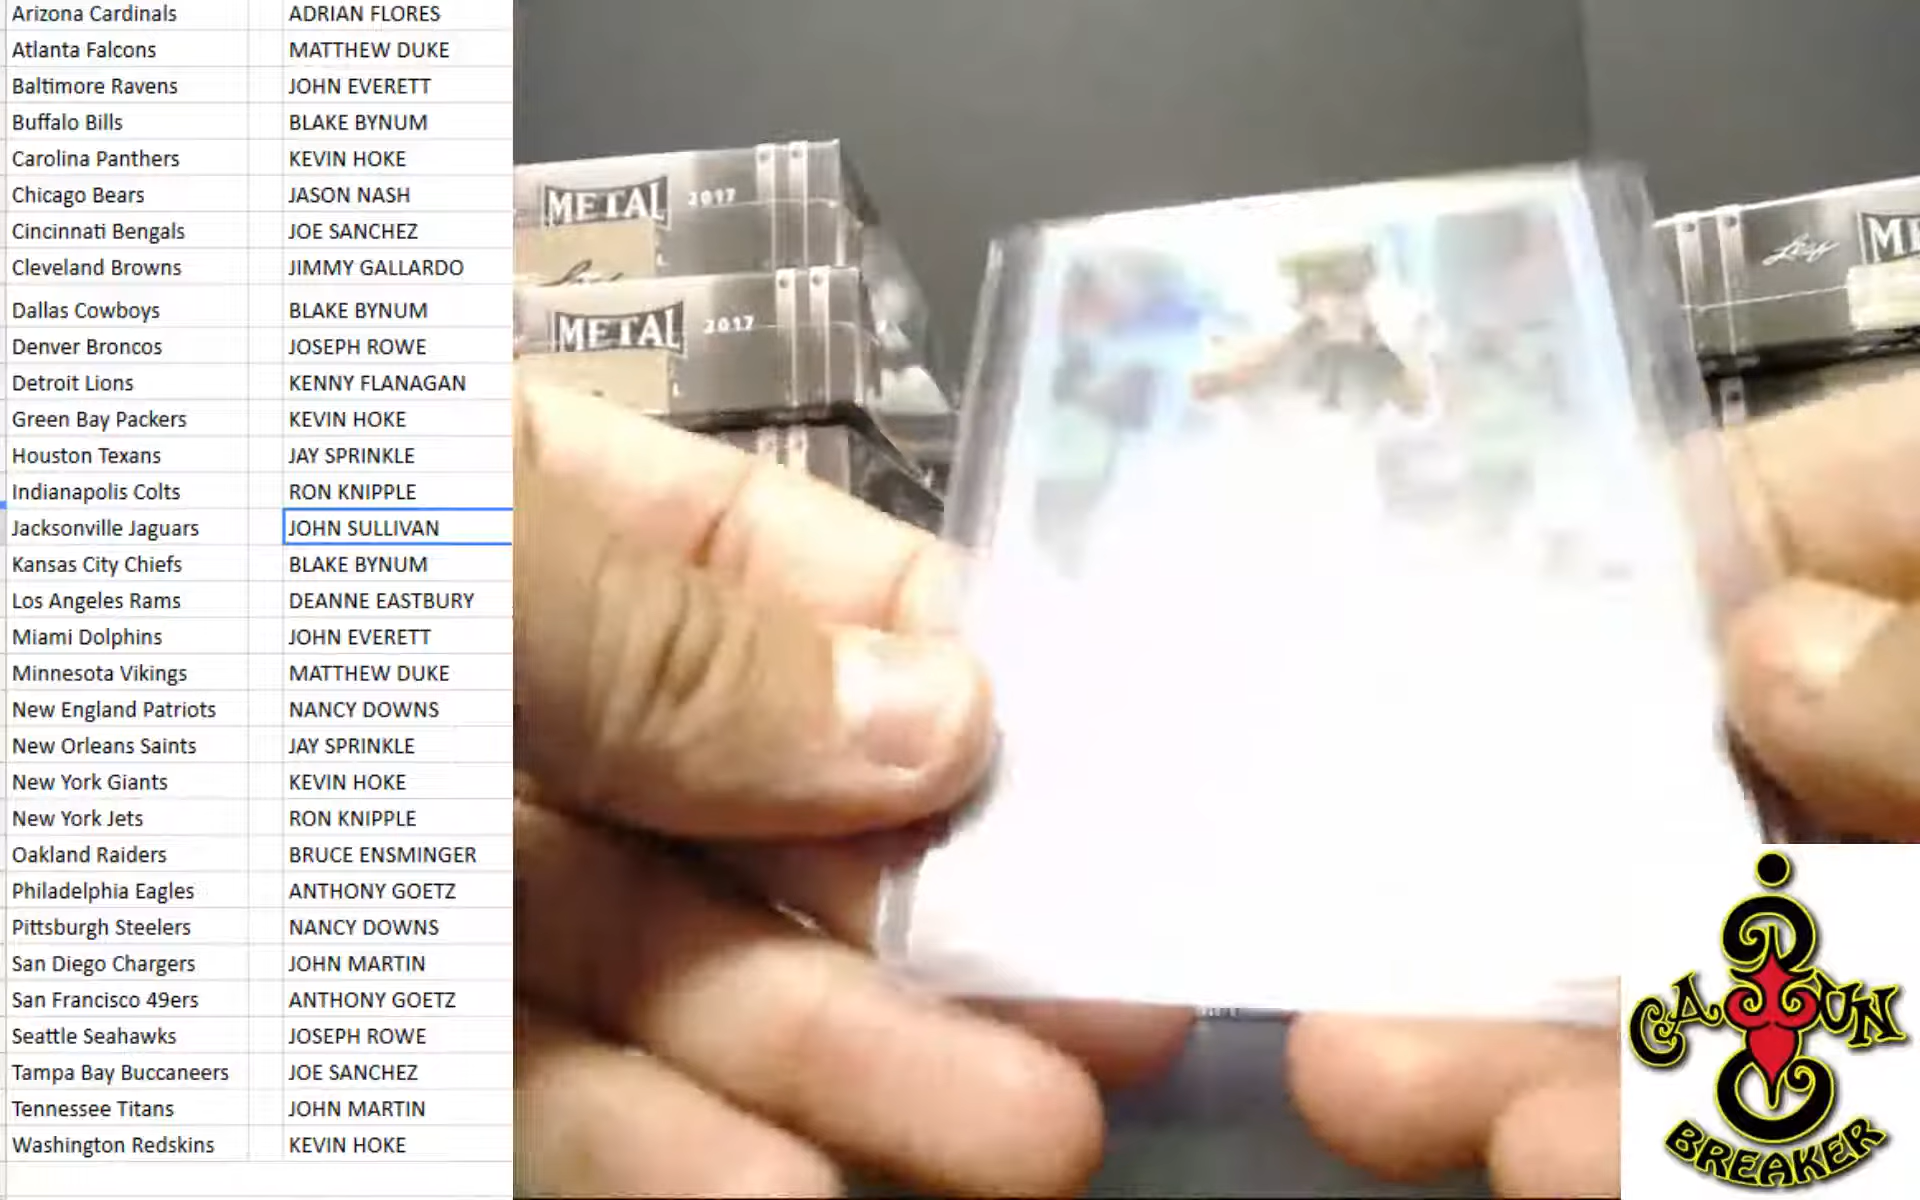 Arizona Cardinals ADRIAN FLORES
Atlanta Falcons MATTHEW DUKE
Baltimore Ravens JOHN EVERETT
Buffalo Bills BLAKE BYNUM
Carolina Panthers KEVIN HOKE
Chicago Bears JASON NASH
Cincinnati Bengals JOE SANCHEZ
Cleveland Browns JIMMY GALLARDO
Dallas Cowboys BLAKE BYNUM
Denver Broncos JOSEPH ROWE
Detroit Lions KENNY FLANAGAN
Green Bay Packers KEVIN HOKE
Houston Texans JAY SPRINKLE
Indianapolis Colts RON KNIPPLE
Jacksonville Jaguars JOHN SULLIVAN
Kansas City Chiefs BLAKE BYNUM
Los Angeles Rams DEANNE EASTBURY
Miami Dolphins JOHN EVERETT
Minnesota Vikings MATTHEW DUKE
New England Patriots NANCY DOWNS
New Orleans Saints JAY SPRINKLE
New York Giants KEVIN HOKE
New York Jets RON KNIPPLE
Oakland Raiders BRUCE ENSMINGER
Philadelphia Eagles ANTHONY GOETZ
Pittsburgh Steelers NANCY DOWNS
San Diego Chargers JOHN MARTIN
San Francisco 49ers ANTHONY GOETZ
Seattle Seahawks JOSEPH ROWE
Tampa Bay Buccaneers JOE SANCHEZ
Tennessee Titans JOHN MARTIN
Washington Redskins KEVIN HOKE
METAL 2017
METAL 2017
Leaf ME
CAJUN
BREAKER